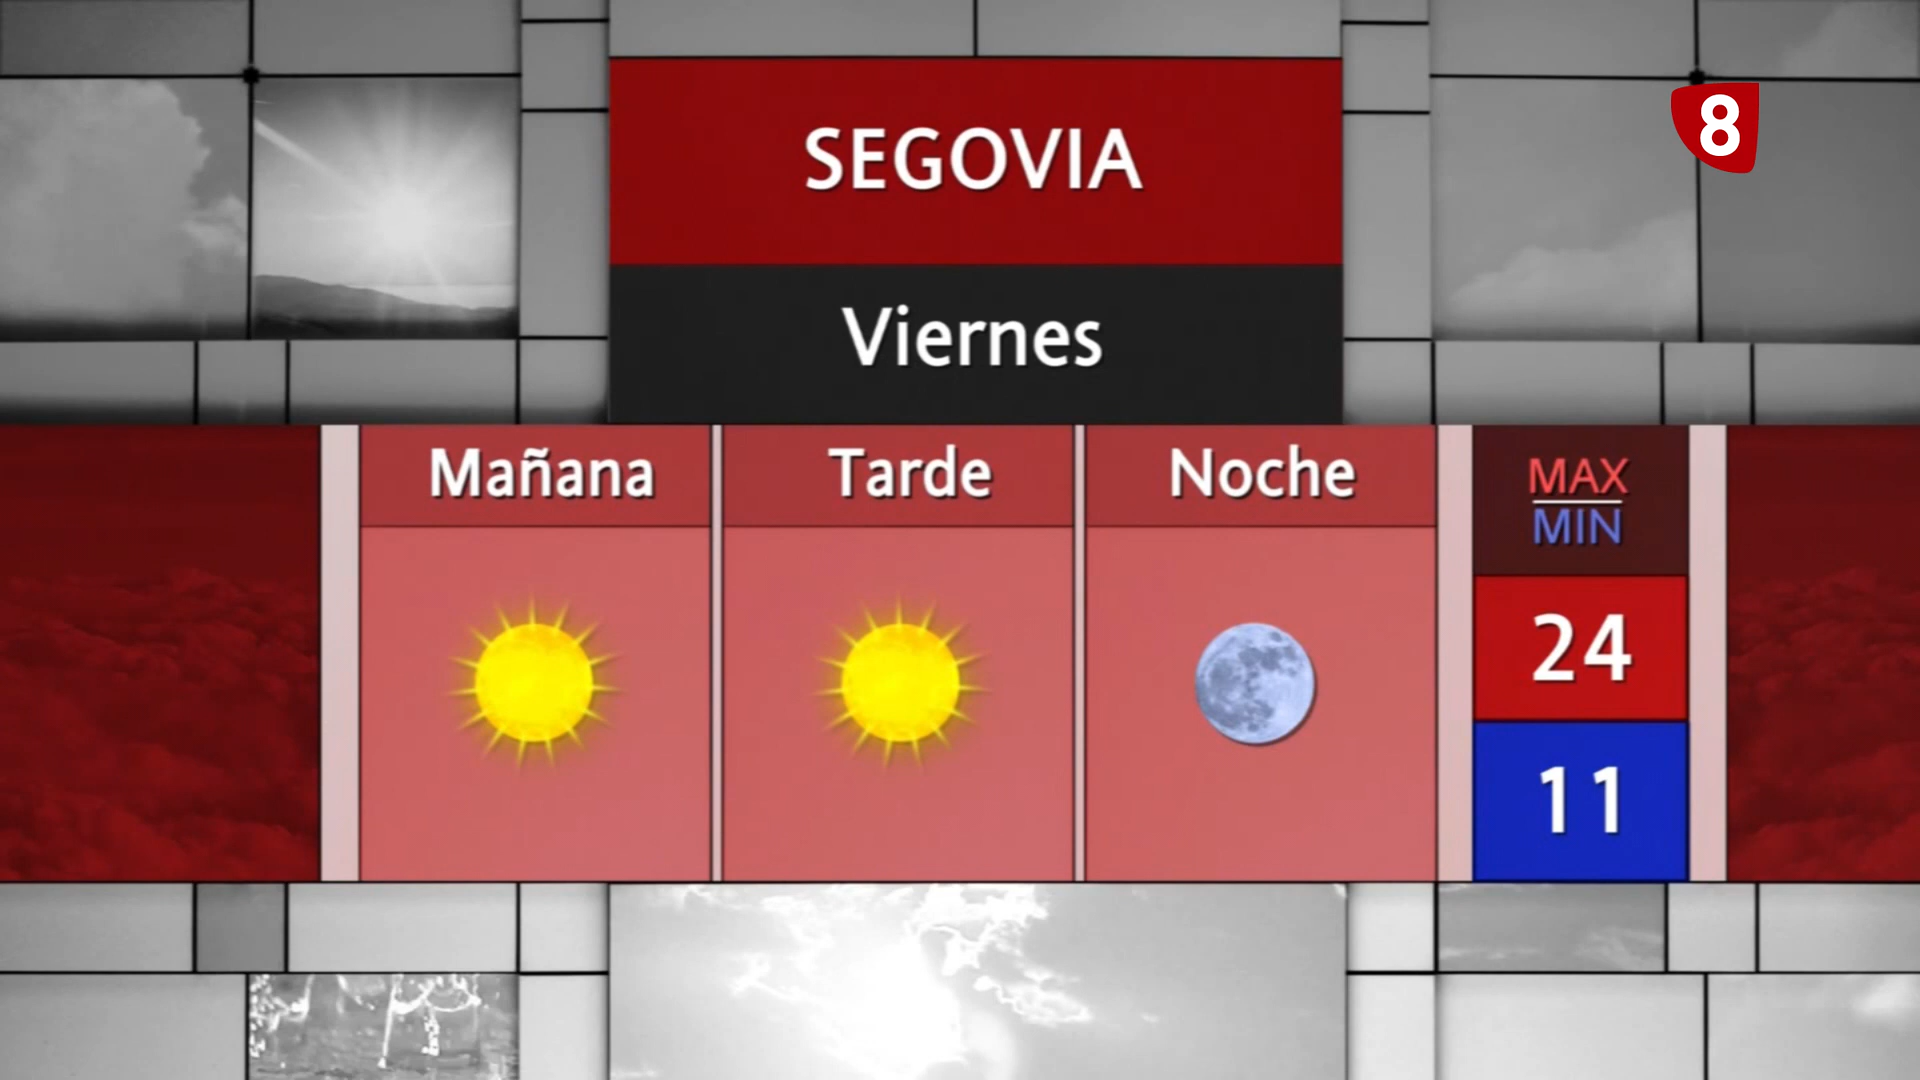 8
SEGOVIA
Viernes
Mañana
Tarde
Noche
MAX
MIN
24
11